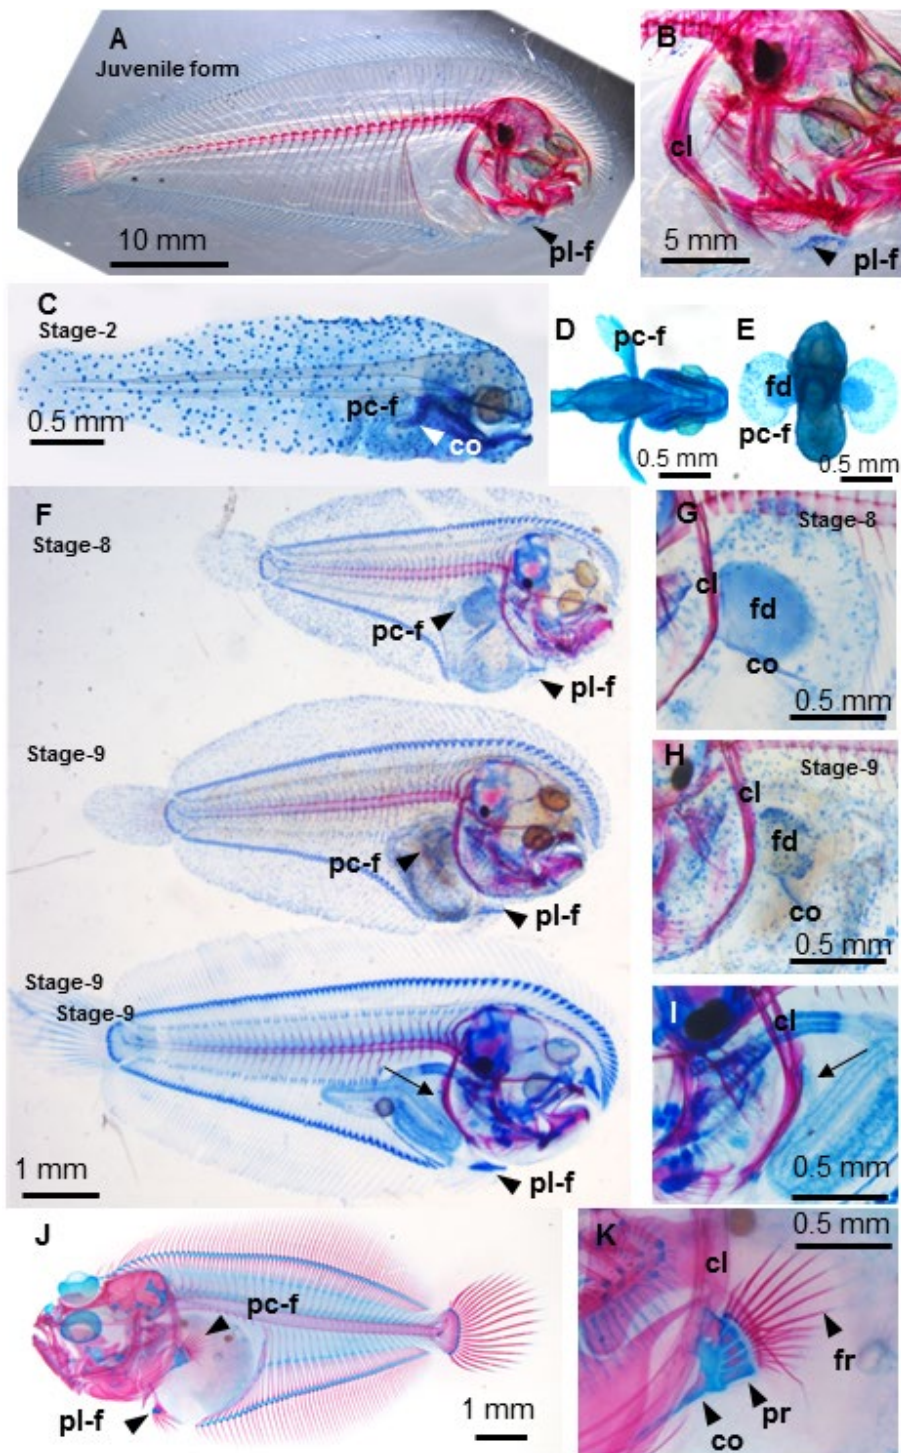 A
Juvenile form
10 mm
pl-f
B
cl
5 mm
pl-f
C
Stage-2
0.5 mm
pc-f
co
D
pc-f
0.5 mm
E
fd
pc-f
0.5 mm
F
Stage-8
pc-f
pl-f
Stage-9
pc-f
pl-f
Stage-9
Stage-9
1 mm
pl-f
G
Stage-8
cl
fd
co
0.5 mm
H
Stage-9
cl
fd
co
0.5 mm
I
cl
0.5 mm
J
pc-f
pl-f
1 mm
K
0.5 mm
cl
fr
pr
co